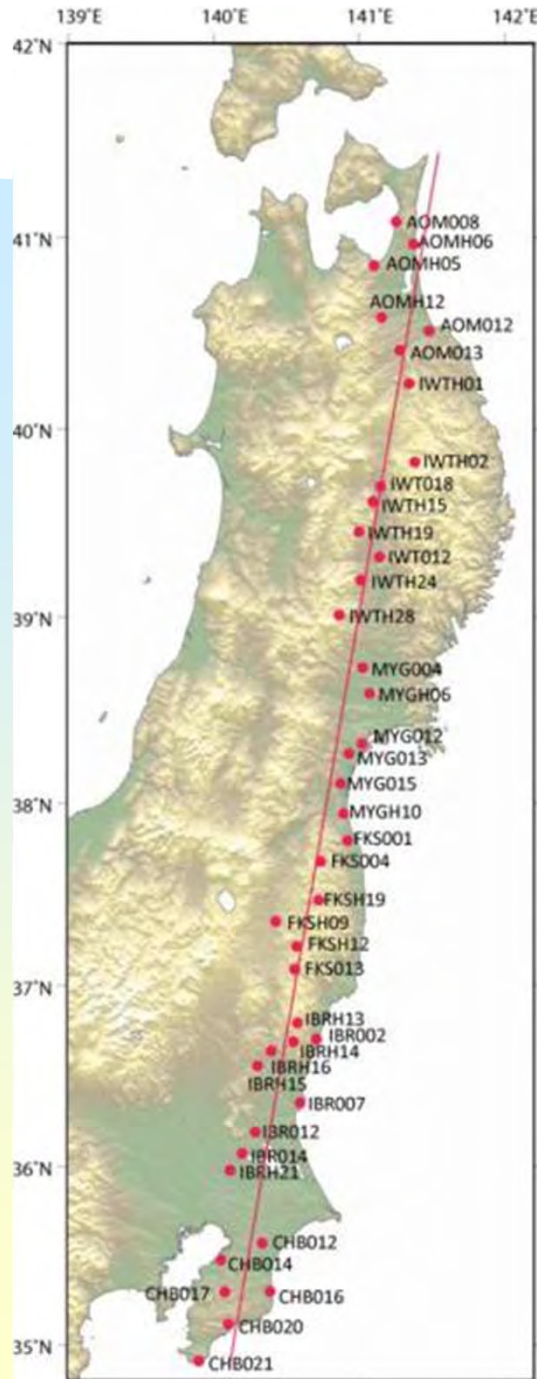 139°E
140°E
141°E
142°E
42°N
AOM008
41°N
AOMH06
AOMH05
AOMH12
AOM012
AOM013
IWTH01
40°N
IWTH02
IWT018
IWTH15
IWTH19
IWT012
IWTH24
39°N
IWTH28
MYG004
MYGH06
MYG012
MYG013
38°N
MYG015
MYGH10
FKS001
FKS004
FKSH19
FKSH09
FKSH12
37°N
FKS013
IBRH13
IBR002
IBRH14
IBRH16
IBRH15
IBR007
IBR012
36°N
IBR014
IBRH21
CHB012
CHB014
CHB017
CHB016
CHB020
35°N
CHB021